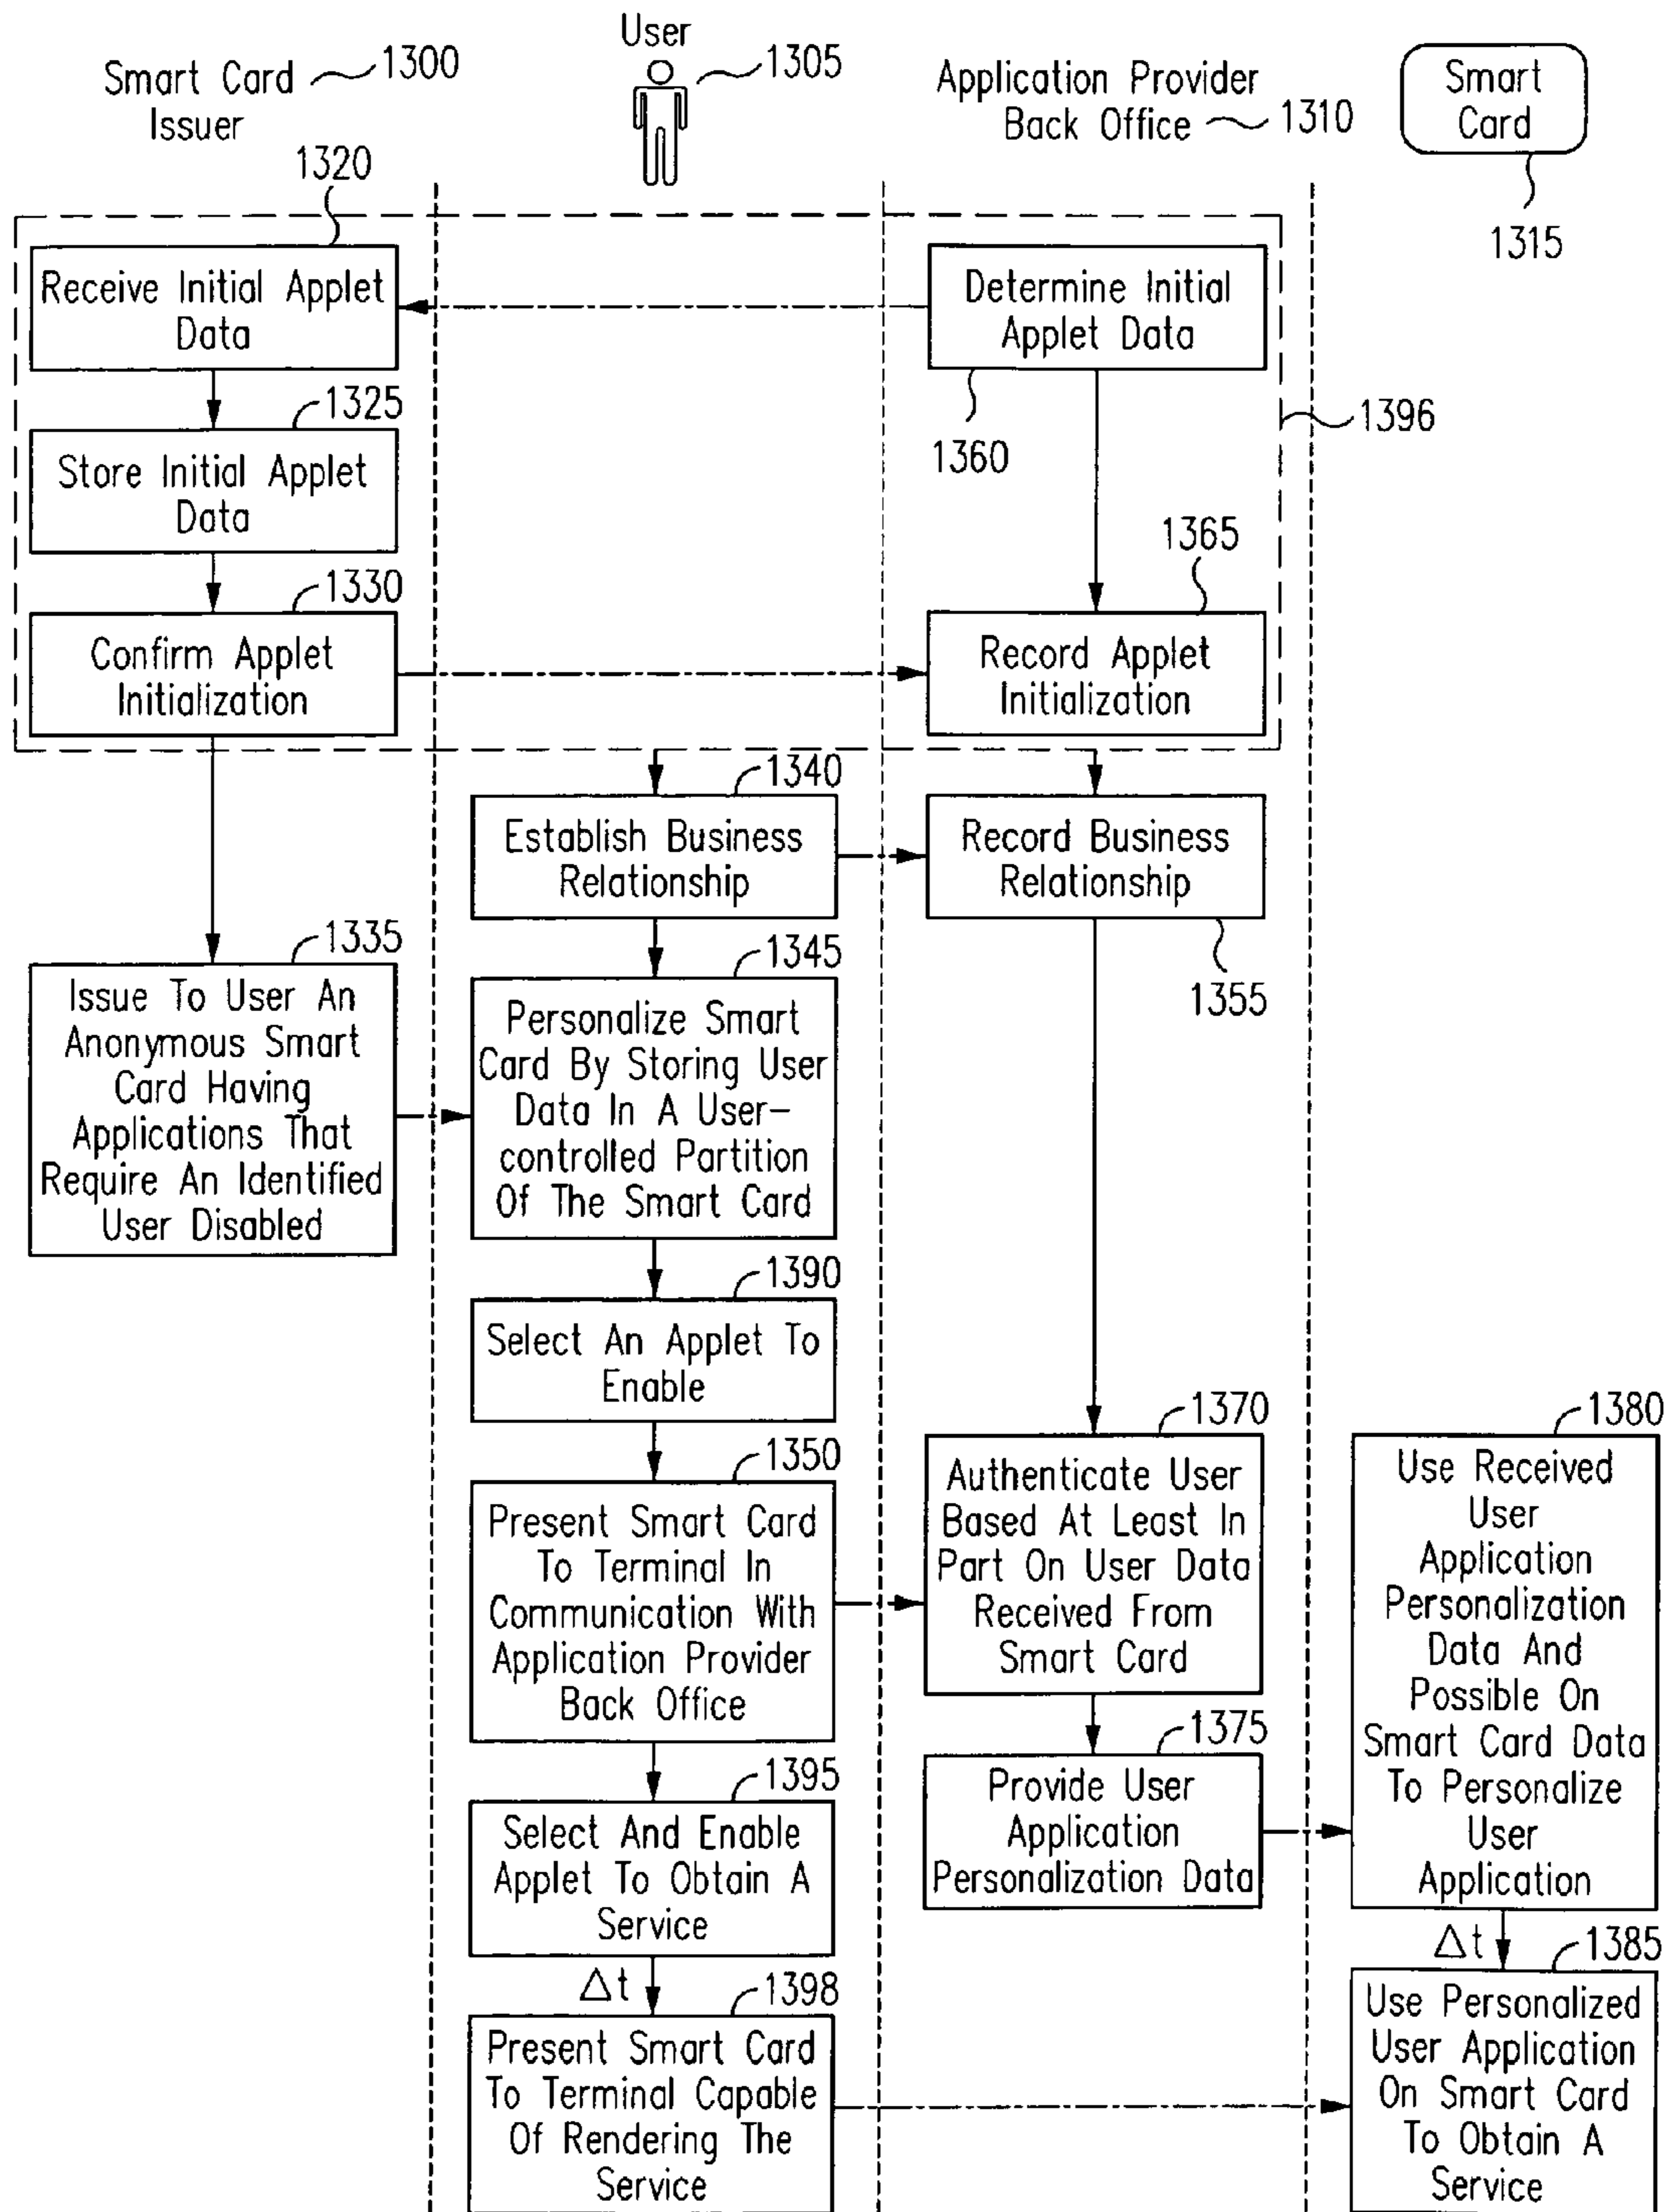 User
1305
Smart Card
Issuer
1300
Application Provider
Back Office
1310
Smart
Card
1315
1320
Receive Initial Applet
Data
Determine Initial
Applet Data
1360
1396
1325
Store Initial Applet
Data
1330
Confirm Applet
Initialization
1365
Record Applet
Initialization
1340
Establish Business
Relationship
Record Business
Relationship
1355
1335
Issue To User An
Anonymous Smart
Card Having
Applications That
Require An Identified
User Disabled
1345
Personalize Smart
Card By Storing User
Data In A User-
controlled Partition
Of The Smart Card
1390
Select An Applet To
Enable
1350
Present Smart Card
To Terminal In
Communication With
Application Provider
Back Office
1370
Authenticate User
Based At Least In
Part On User Data
Received From
Smart Card
1380
Use Received
User
Application
Personalization
Data And
Possible On
Smart Card Data
To Personalize
User
Application
1375
Provide User
Application
Personalization Data
1395
Select And Enable
Applet To Obtain A
Service
Δt
1398
Present Smart Card
To Terminal Capable
Of Rendering The
Service
Δt
1385
Use Personalized
User Application
On Smart Card
To Obtain A
Service